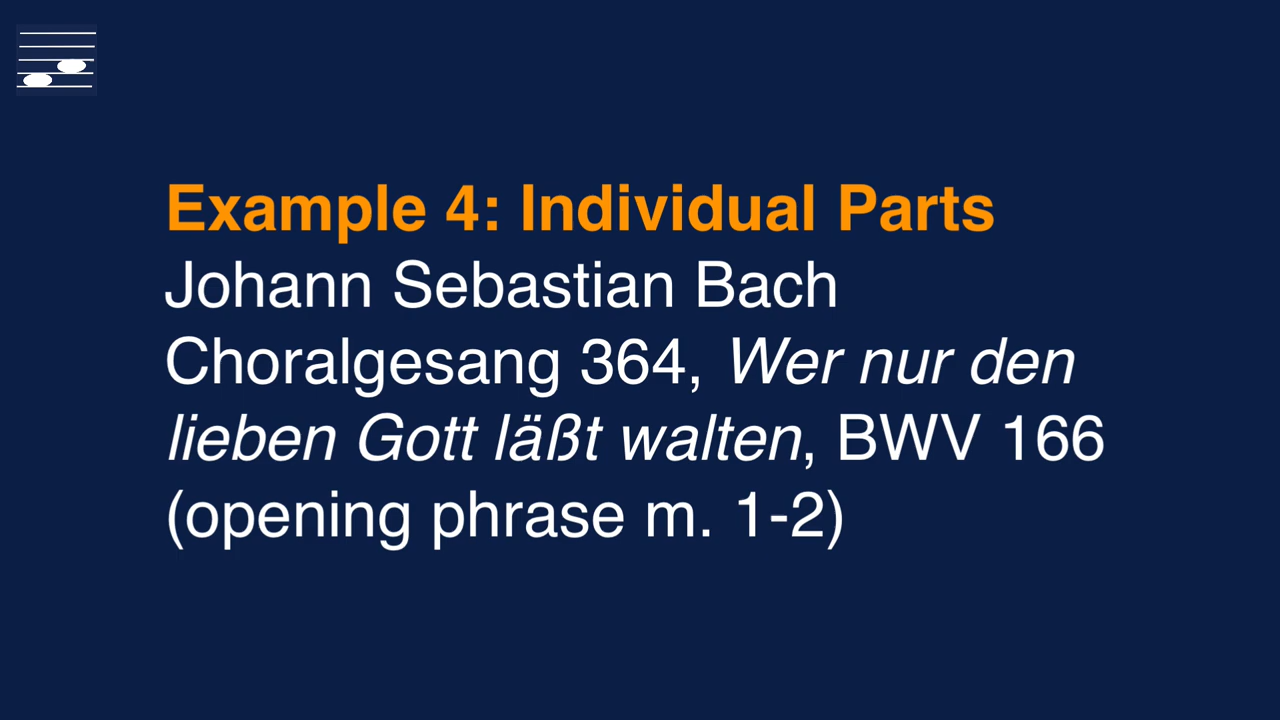 Example 4: Individual Parts
Johann Sebastian Bach
Choralgesang 364, Wer nur den
lieben Gott läßt walten, BWV 166
(opening phrase m. 1-2)